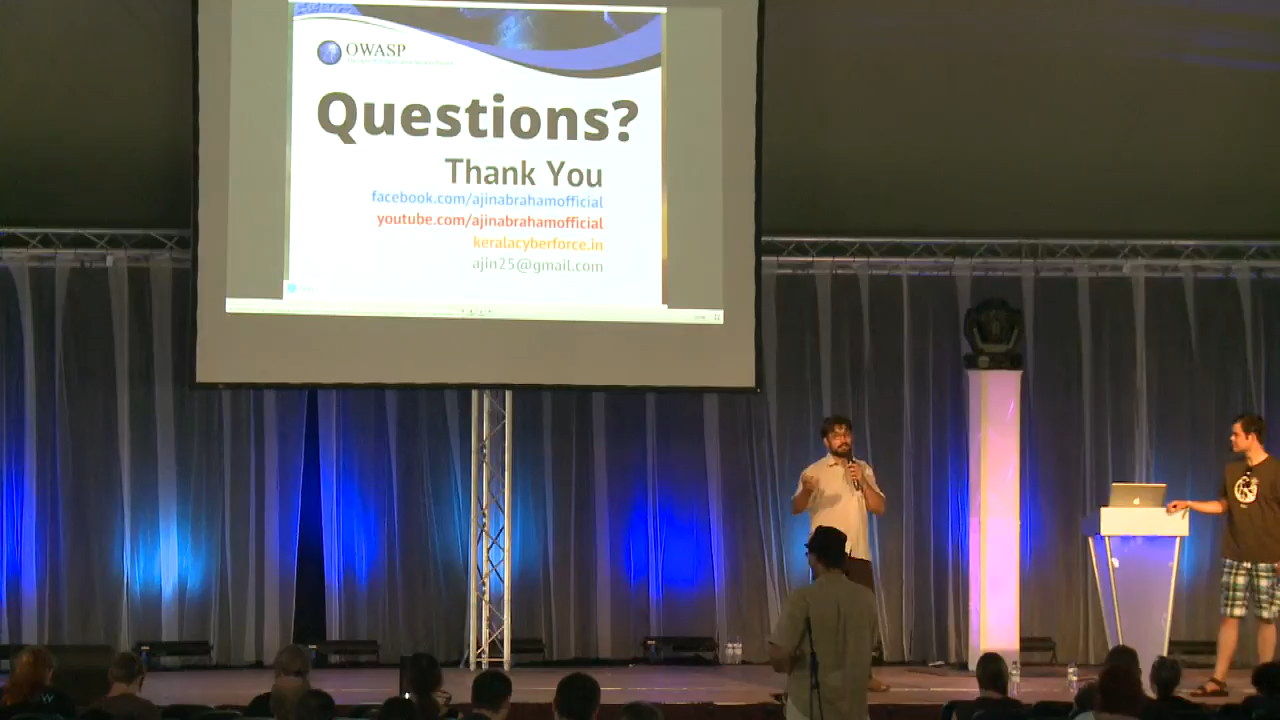 OWASP
Questions?
Thank You
facebook.com/ajinabrahamofficial
youtube.com/ajinabrahamofficial
keralacyberforce.in
ajin25@gmail.com